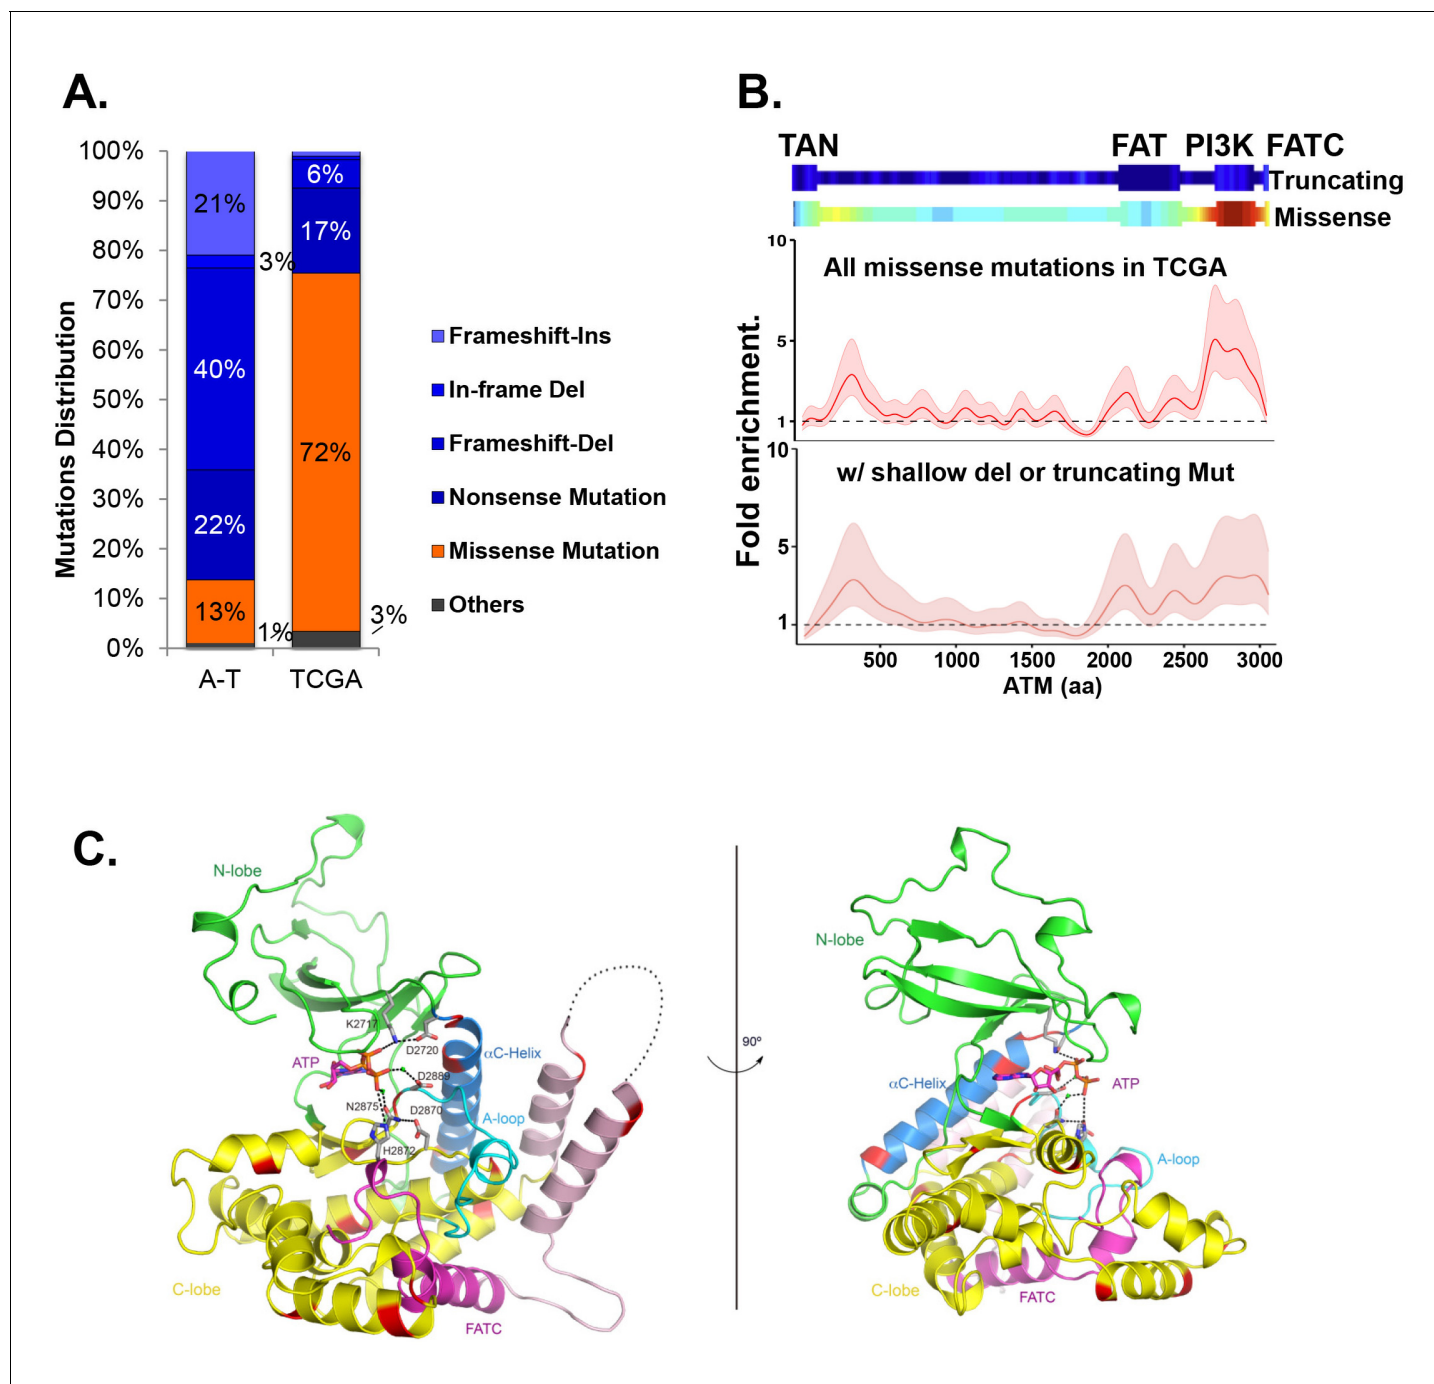 A.
100%
90%
80%
70%
60%
50%
40%
30%
20%
10%
0%
Mutations Distribution
21%
3%
40%
22%
13%
1%
6%
17%
72%
3%
A-T
TCGA
Frameshift-Ins
In-frame Del
Frameshift-Del
Nonsense Mutation
Missense Mutation
Others
B.
TAN FAT PI3K FATC
Truncating
Missense
10
5
1
All missense mutations in TCGA
Fold enrichment.
10
5
1
w/ shallow del or truncating Mut
500 1000 1500 2000 2500 3000
ATM (aa)
C.
N-lobe
K2717
ATP
D2720
αC-Helix
D2889
N2875
D2870
A-loop
H2872
C-lobe
FATC
90º
N-lobe
αC-Helix
ATP
A-loop
C-lobe
FATC